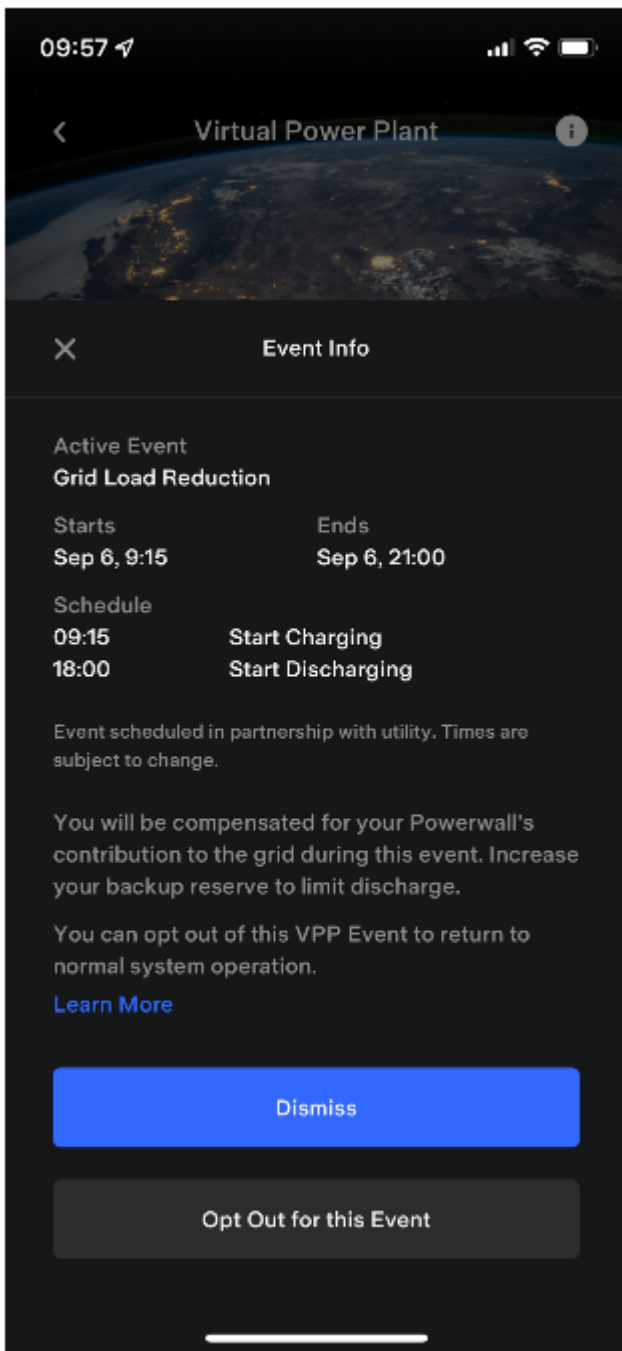 09:57
Virtual Power Plant
Event Info
Active Event
Grid Load Reduction
Starts Ends
Sep 6, 9:15 Sep 6, 21:00
Schedule
09:15 Start Charging
18:00 Start Discharging
Event scheduled in partnership with utility. Times are
subject to change.
You will be compensated for your Powerwall's
contribution to the grid during this event. Increase
your backup reserve to limit discharge.
You can opt out of this VPP Event to return to
normal system operation.
Learn More
Dismiss
Opt Out for this Event